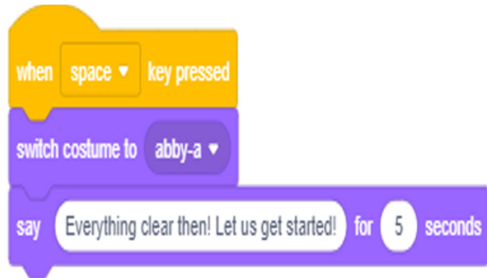 when space key pressed
switch costume to abby-a
say Everything clear then! Let us get started! for 5 seconds